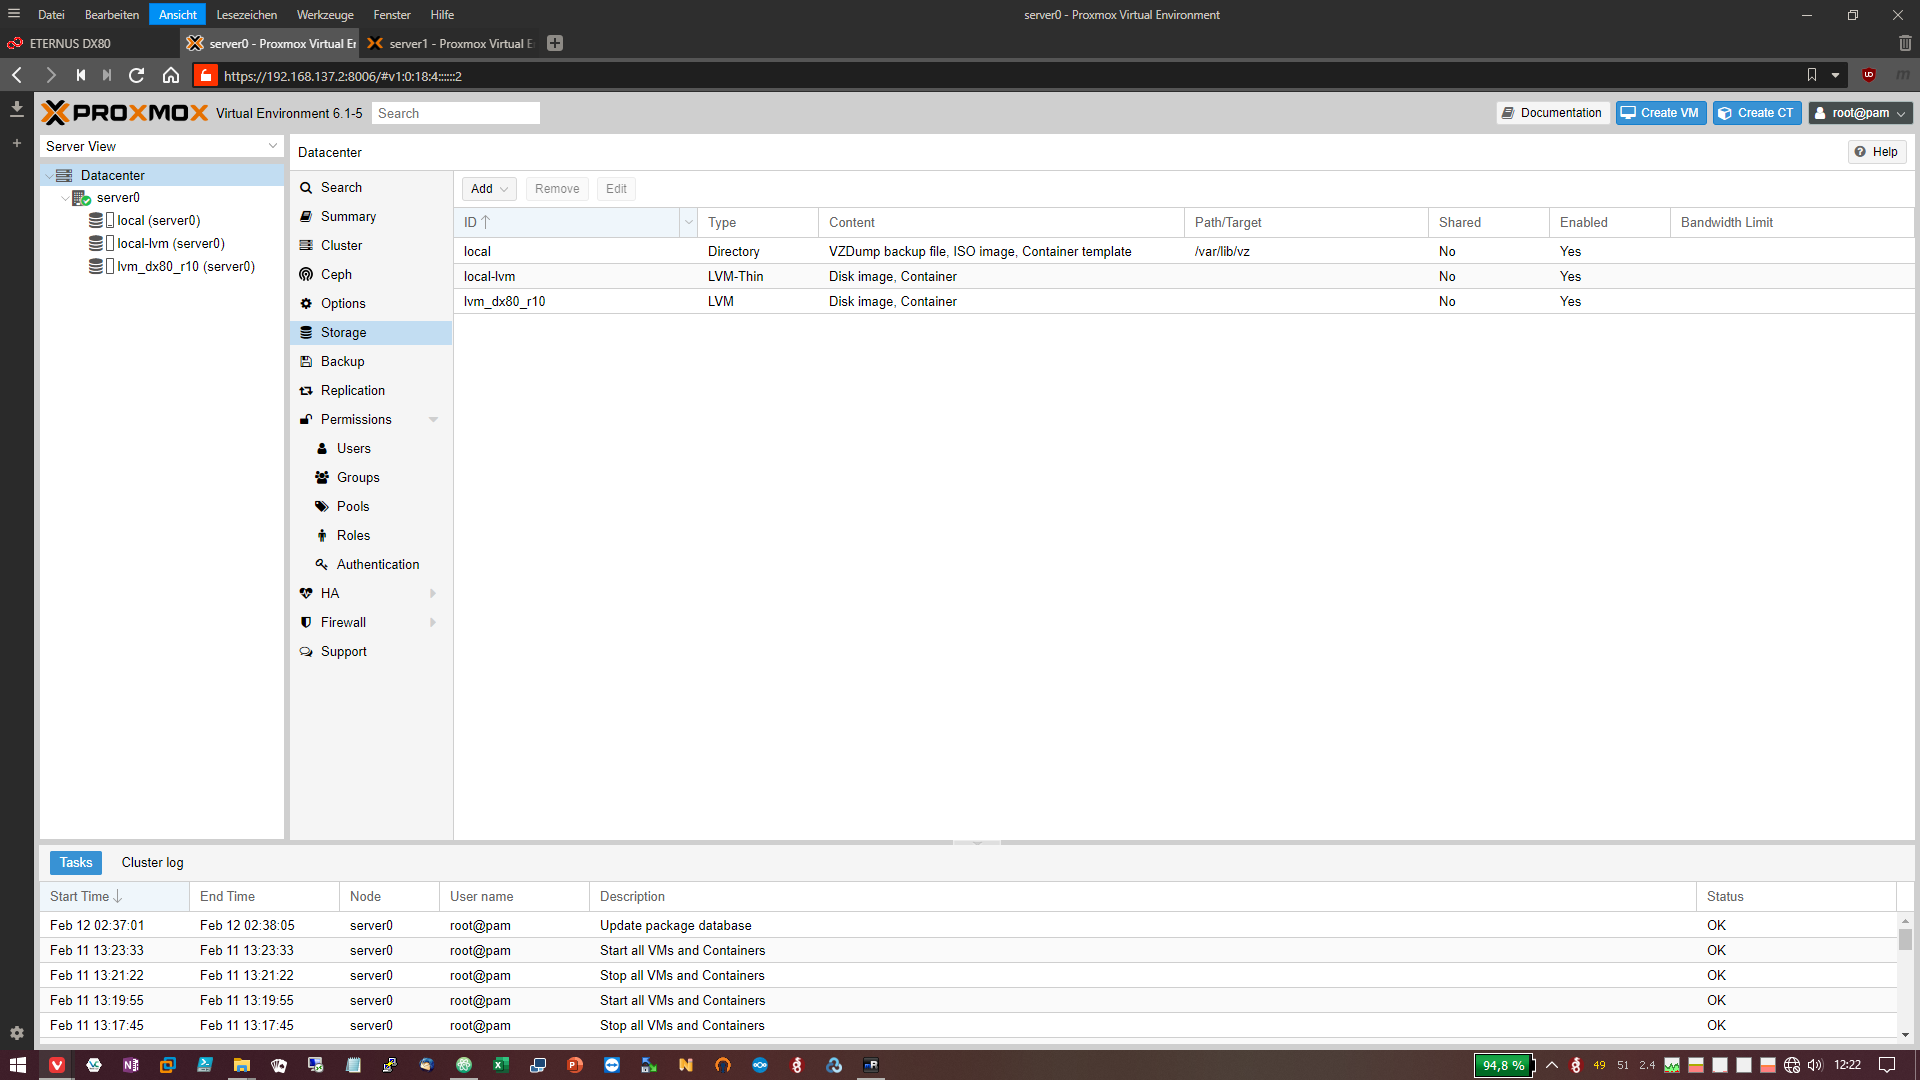 Datei Bearbeiten Ansicht Lesezeichen Werkzeuge Fenster Hilfe server0 - Proxmox Virtual Environment
ETERNUS DX80 server0 - Proxmox Virtual Er server1 - Proxmox Virtual E
https://192.168.137.2:8006/#v1:0:18:4::::::2
PROXMOX Virtual Environment 6.1-5 Search Documentation Create VM Create CT root@pam
Server View
Datacenter
server0
local (server0)
local-lvm (server0)
lvm_dx80_r10 (server0)
Datacenter Help
Search
Summary
Cluster
Ceph
Options
Storage
Backup
Replication
Permissions
Users
Groups
Pools
Roles
Authentication
HA
Firewall
Support
Add Remove Edit
ID Type Content Path/Target Shared Enabled Bandwidth Limit
local Directory VZDump backup file, ISO image, Container template /var/lib/vz No Yes
local-lvm LVM-Thin Disk image, Container No Yes
lvm_dx80_r10 LVM Disk image, Container No Yes
Tasks Cluster log
Start Time End Time Node User name Description Status
Feb 12 02:37:01 Feb 12 02:38:05 server0 root@pam Update package database OK
Feb 11 13:23:33 Feb 11 13:23:33 server0 root@pam Start all VMs and Containers OK
Feb 11 13:21:22 Feb 11 13:21:22 server0 root@pam Stop all VMs and Containers OK
Feb 11 13:19:55 Feb 11 13:19:55 server0 root@pam Start all VMs and Containers OK
Feb 11 13:17:45 Feb 11 13:17:45 server0 root@pam Stop all VMs and Containers OK
94,8 % 49 51 2.4 12:22